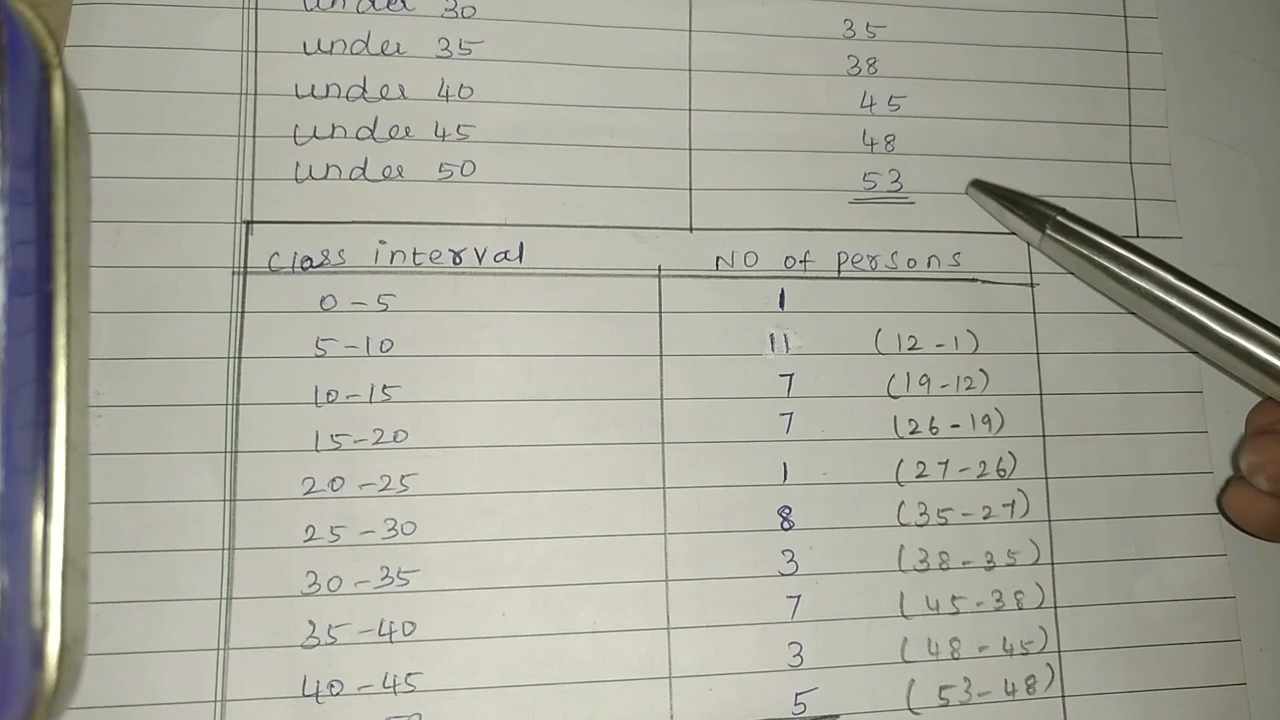 under 30
35
under 35
38
under 40
45
under 45
48
under 50
53
Class interval NO of persons
0-5 1
5-10 11 (12-1)
10-15 7 (19-12)
15-20 7 (26-19)
20-25 1 (27-26)
25-30 8 (35-27)
30-35 3 (38-35)
35-40 7 (45-38)
40-45 3 (48-45)
5 (53-48)